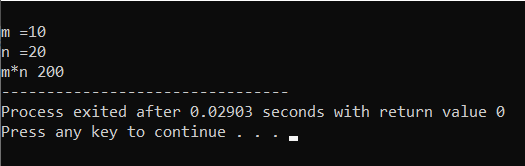 m =10
n =20
m*n 200
--------------------------------
Process exited after 0.02903 seconds with return value 0
Press any key to continue . . .